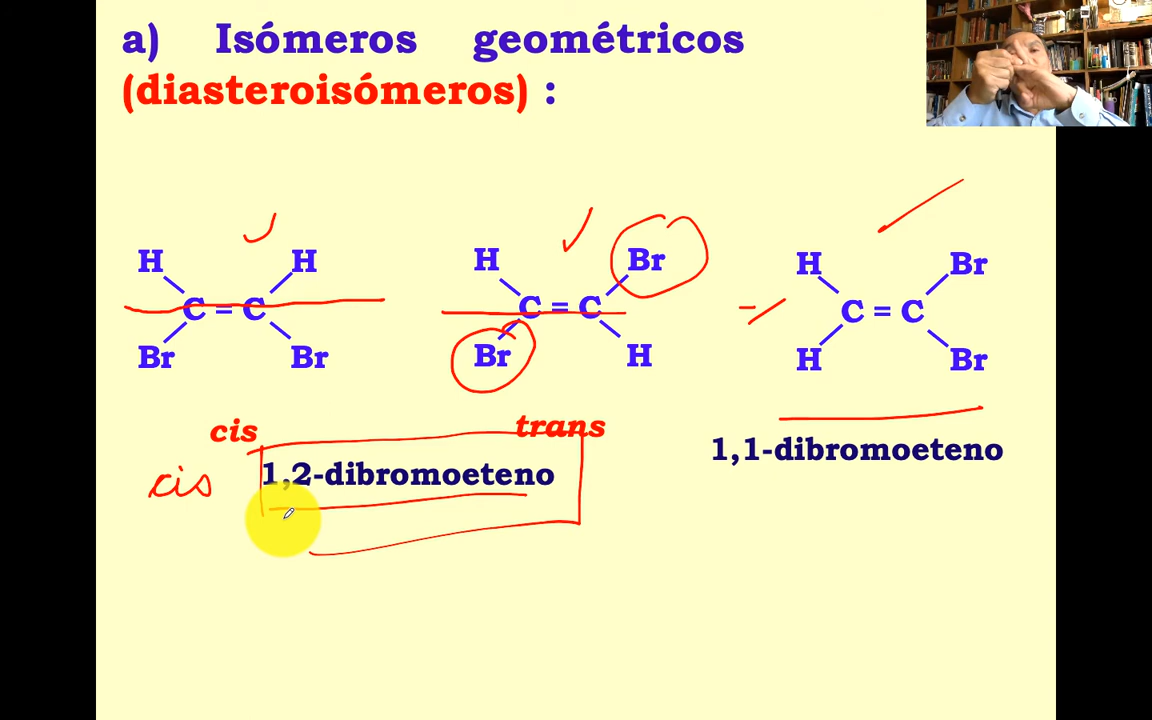 a) Isómeros geométricos
(diasteroisómeros) :
H H H Br H Br
C = C C = C C = C
Br Br Br H H Br
cis trans
1,1-dibromoeteno
cis 1,2-dibromoeteno